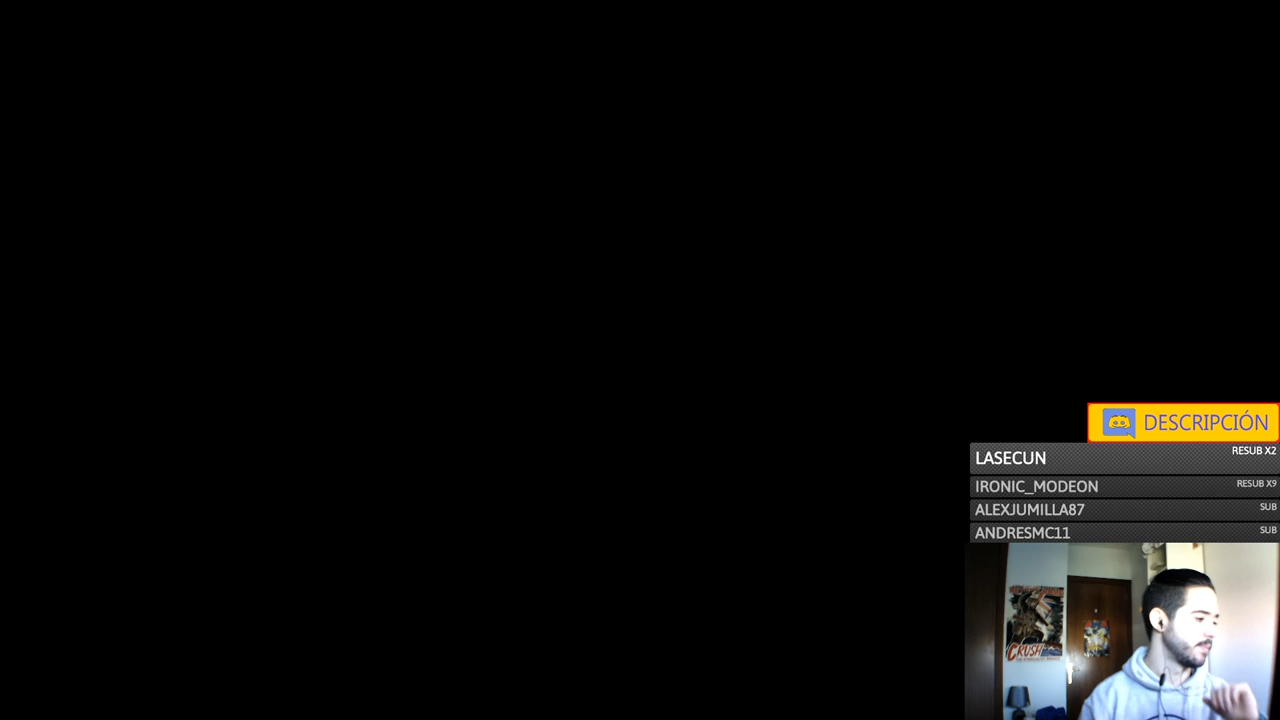 DESCRIPCIÓN
LASECUN RESUB X2
IRONIC_MODEON RESUB X9
ALEXJUMILLA87 SUB
ANDRESMC11 SUB
CRUSH